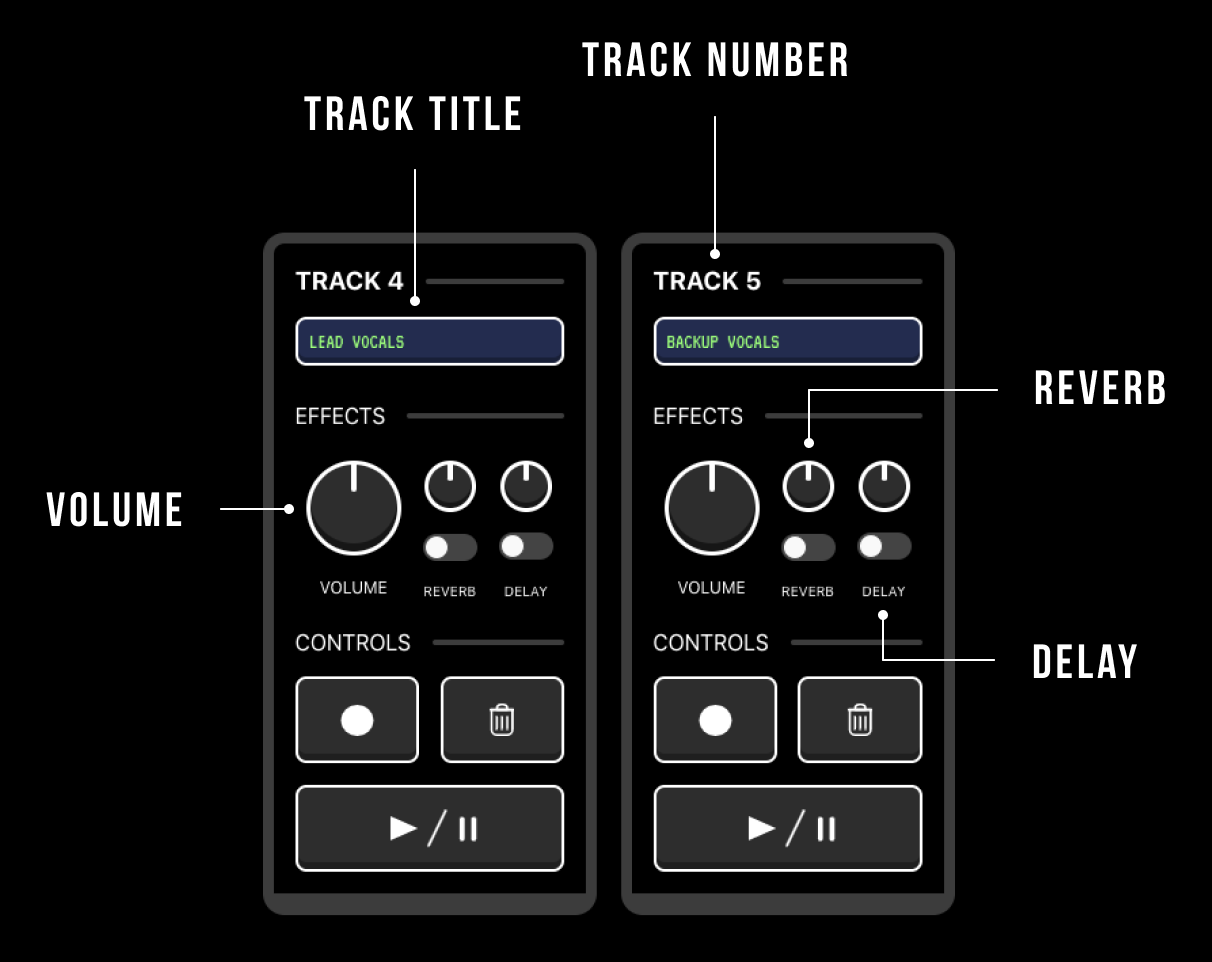 TRACK NUMBER
TRACK TITLE
TRACK 4
TRACK 5
LEAD VOCALS
BACKUP VOCALS
REVERB
EFFECTS
EFFECTS
VOLUME
VOLUME
REVERB
DELAY
VOLUME
REVERB
DELAY
CONTROLS
CONTROLS
DELAY